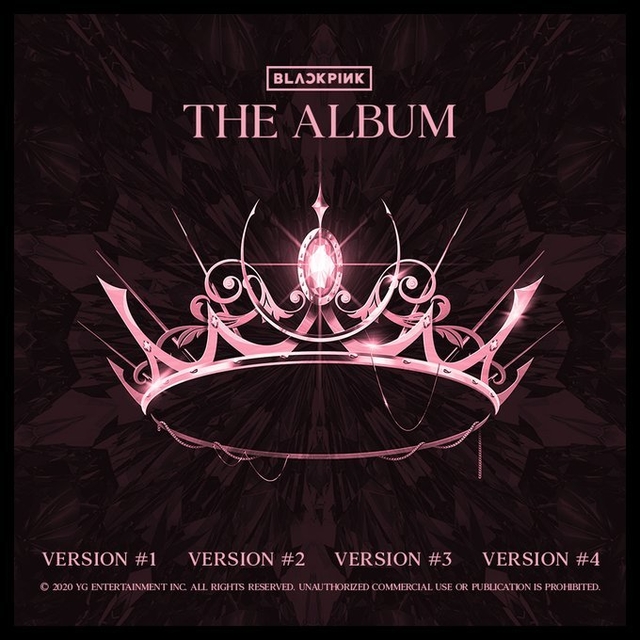 BLACKPINK
THE ALBUM
VERSION #1 VERSION #2 VERSION #3 VERSION #4
© 2020 YG ENTERTAINMENT INC. ALL RIGHTS RESERVED. UNAUTHORIZED COMMERCIAL USE OR PUBLICATION IS PROHIBITED.